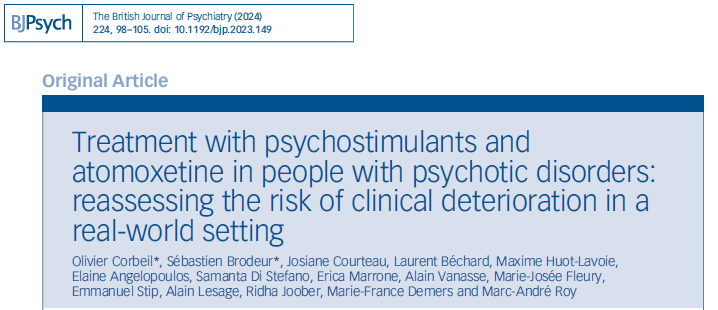 BJPsych
The British Journal of Psychiatry (2024)
224, 98–105. doi: 10.1192/bjp.2023.149
Original Article
Treatment with psychostimulants and
atomoxetine in people with psychotic disorders:
reassessing the risk of clinical deterioration in a
real-world setting
Olivier Corbeil*, Sébastien Brodeur*, Josiane Courteau, Laurent Béchard, Maxime Huot-Lavoie,
Elaine Angelopoulos, Samanta Di Stefano, Erica Marrone, Alain Vanasse, Marie-Josée Fleury,
Emmanuel Stip, Alain Lesage, Ridha Joober, Marie-France Demers and Marc-André Roy